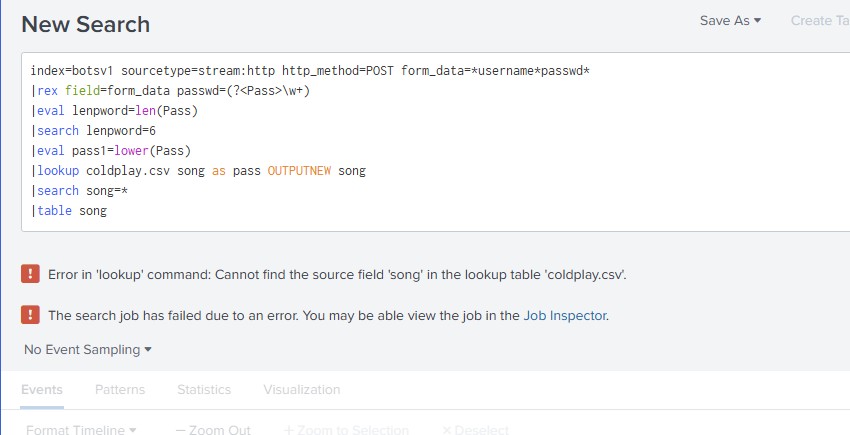 New Search
Save As ▾ Create Ta
index=botsv1 sourcetype=stream:http http_method=POST form_data=*username*passwd*
|rex field=form_data passwd=(?<Pass>\w+)
|eval lenpword=len(Pass)
|search lenpword=6
|eval pass1=lower(Pass)
|lookup coldplay.csv song as pass OUTPUTNEW song
|search song=*
|table song
! Error in 'lookup' command: Cannot find the source field 'song' in the lookup table 'coldplay.csv'.
! The search job has failed due to an error. You may be able view the job in the Job Inspector.
No Event Sampling ▾
Events Patterns Statistics Visualization
Format Timeline ▾ — Zoom Out + Zoom to Selection × Deselect